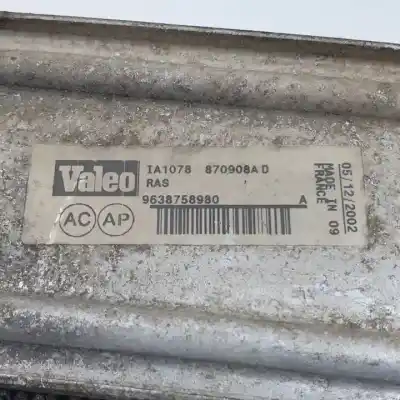 Valeo
IA1078 870908A D
RAS
9638758980 A
AC AP
05/12/2002
MADE IN 09
FRANCE